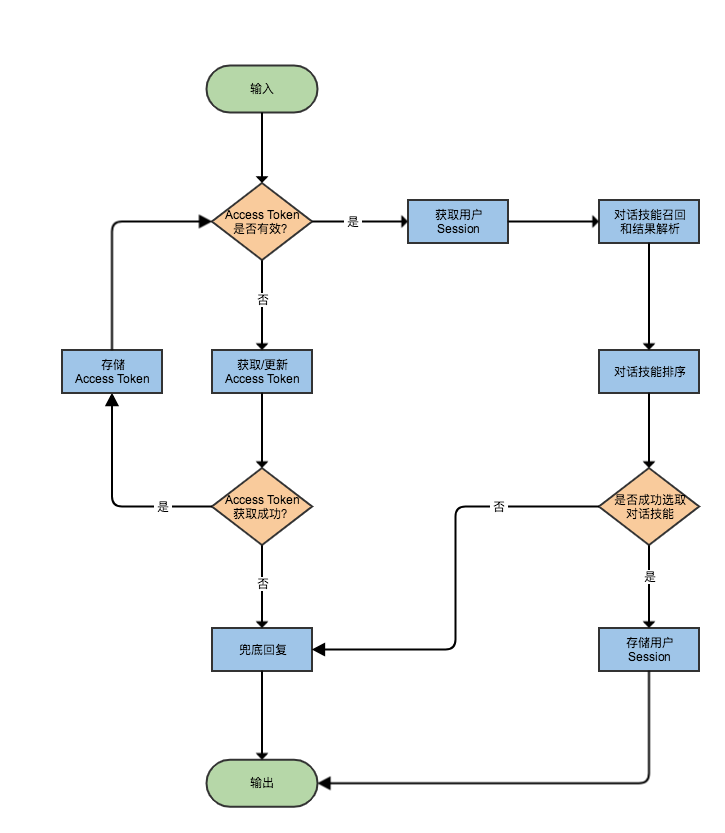 输入
Access Token
是否有效?
是
获取用户
Session
对话技能召回
和结果解析
否
存储
Access Token
获取/更新
Access Token
对话技能排序
是
Access Token
获取成功?
否
是否成功选取
对话技能
否
是
兜底回复
存储用户
Session
输出